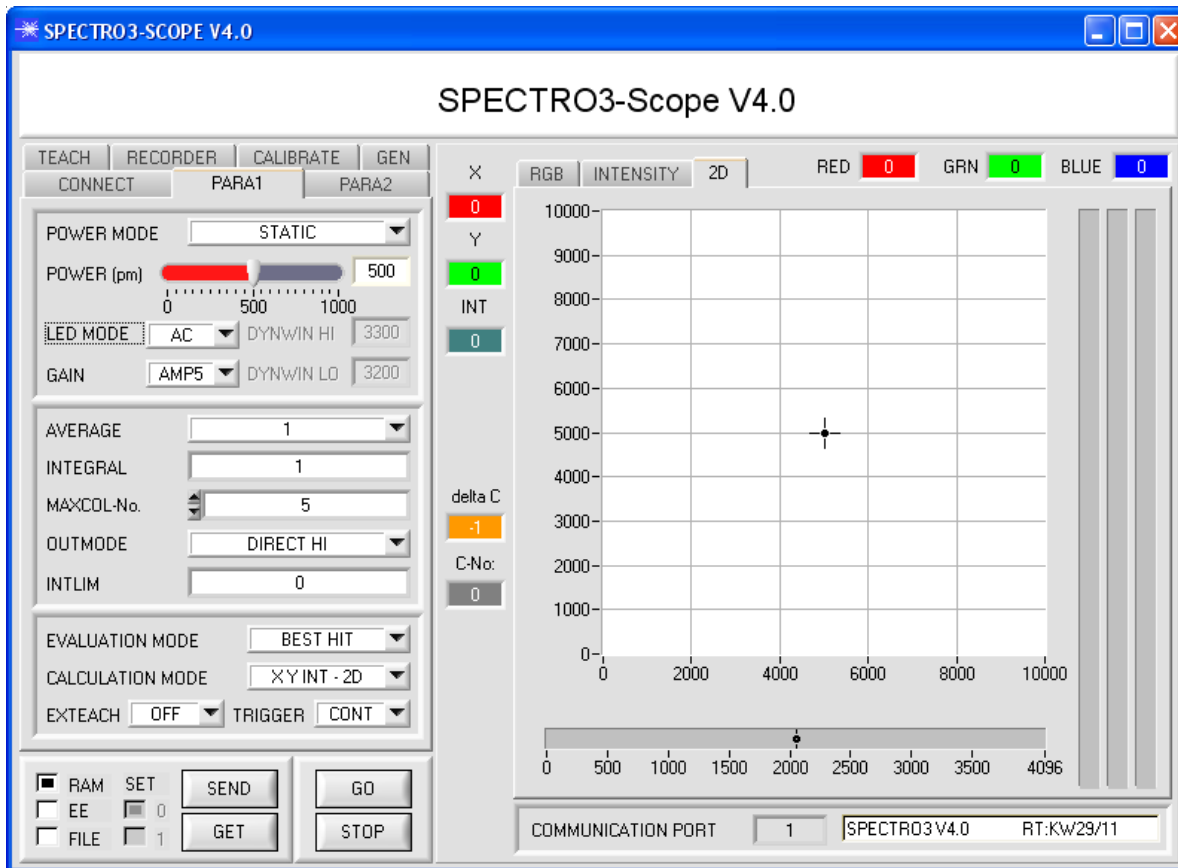 SPECTRO3-SCOPE V4.0
SPECTRO3-Scope V4.0
TEACH RECORDER CALIBRATE GEN
CONNECT PARA1 PARA2
POWER MODE STATIC
POWER (pm) 500
0 500 1000
LED MODE AC DYNWIN HI 3300
GAIN AMP5 DYNWIN LO 3200
AVERAGE 1
INTEGRAL 1
MAXCOL-No. 5
OUTMODE DIRECT HI
INTLIM 0
EVALUATION MODE BEST HIT
CALCULATION MODE X Y INT - 2D
EXTEACH OFF TRIGGER CONT
RAM SET SEND GO
EE 0
FILE 1 GET STOP
X
0
Y
0
INT
0
delta C
-1
C-No:
0
RGB INTENSITY 2D RED 0 GRN 0 BLUE 0
10000
9000
8000
7000
6000
5000
4000
3000
2000
1000
0
0 2000 4000 6000 8000 10000
0 500 1000 1500 2000 2500 3000 3500 4096
COMMUNICATION PORT 1 SPECTRO3 V4.0 RT:KW29/11